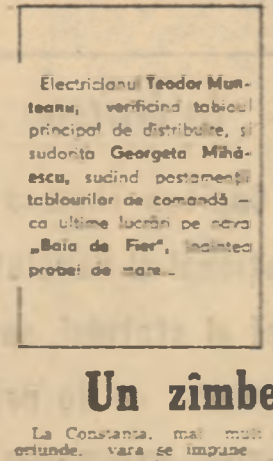 Electricianul Teodor Mun-
teanu, verificînd tabloul
principal de distribuire, și
sudorița Georgeta Mihă-
escu, sudînd postamenții
tablourilor de comandă —
ca ultime lucrări pe nava
„Baia de Fier”, înaintea
probei de mare...
Un zîmbe
La Constanța, mai mult
oriunde, vara se impune